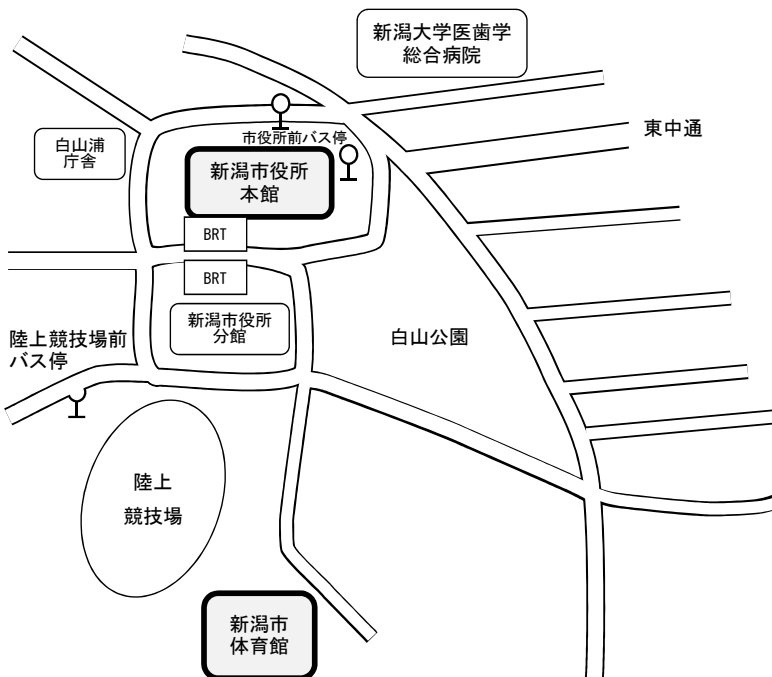 新潟大学医歯学
総合病院
東中通
市役所前バス停
白山浦
庁舎
新潟市役所
本館
BRT
BRT
新潟市役所
分館
陸上競技場前
バス停
白山公園
陸上
競技場
新潟市
体育館